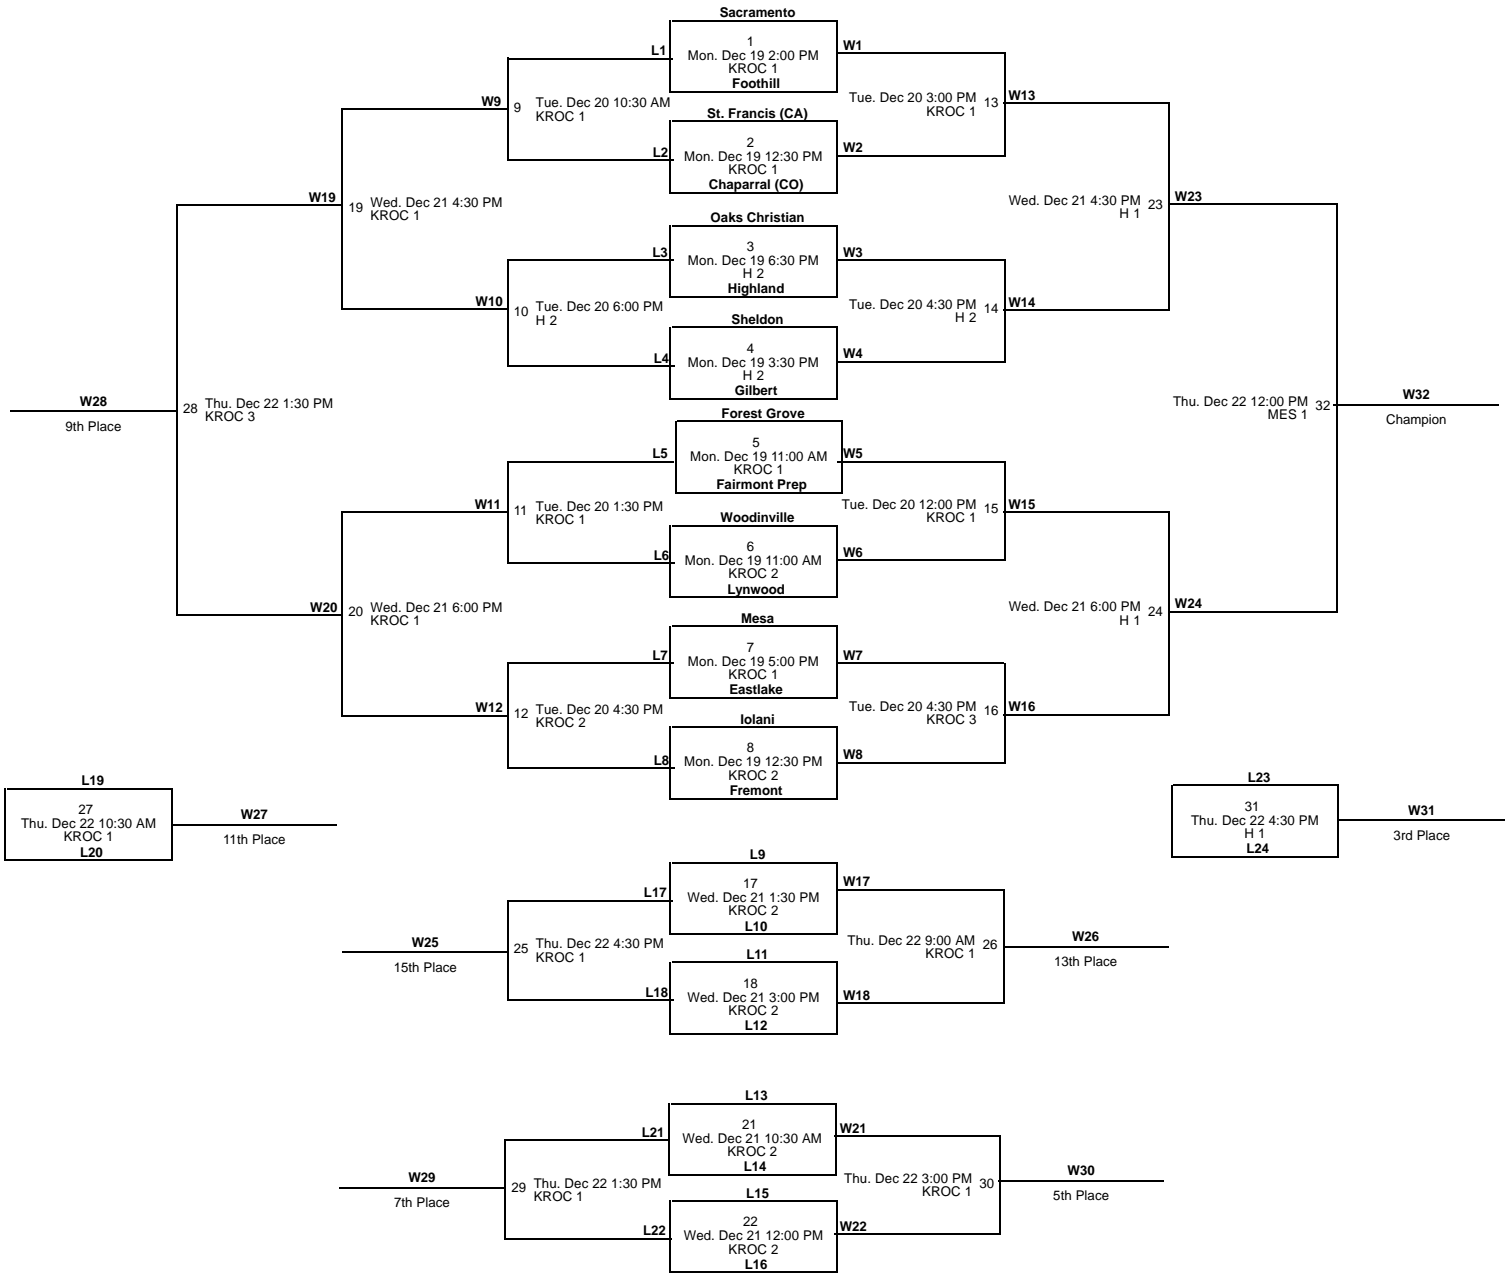 Sacramento
1
Mon. Dec 19 2:00 PM
KROC 1
Foothill
L1
W1
W9
9
Tue. Dec 20 10:30 AM
KROC 1
Tue. Dec 20 3:00 PM
KROC 1
13
W13
St. Francis (CA)
2
Mon. Dec 19 12:30 PM
KROC 1
Chaparral (CO)
L2
W2
W19
19
Wed. Dec 21 4:30 PM
KROC 1
Wed. Dec 21 4:30 PM
H 1
23
W23
Oaks Christian
3
Mon. Dec 19 6:30 PM
H 2
Highland
L3
W3
W10
10
Tue. Dec 20 6:00 PM
H 2
Tue. Dec 20 4:30 PM
H 2
14
W14
Sheldon
4
Mon. Dec 19 3:30 PM
H 2
Gilbert
L4
W4
W28
9th Place
28
Thu. Dec 22 1:30 PM
KROC 3
Thu. Dec 22 12:00 PM
MES 1
32
W32
Champion
Forest Grove
5
Mon. Dec 19 11:00 AM
KROC 1
Fairmont Prep
L5
W5
W11
11
Tue. Dec 20 1:30 PM
KROC 1
Tue. Dec 20 12:00 PM
KROC 1
15
W15
Woodinville
6
Mon. Dec 19 11:00 AM
KROC 2
Lynwood
L6
W6
W20
20
Wed. Dec 21 6:00 PM
KROC 1
Wed. Dec 21 6:00 PM
H 1
24
W24
Mesa
7
Mon. Dec 19 5:00 PM
KROC 1
Eastlake
L7
W7
W12
12
Tue. Dec 20 4:30 PM
KROC 2
Tue. Dec 20 4:30 PM
KROC 3
16
W16
Iolani
8
Mon. Dec 19 12:30 PM
KROC 2
Fremont
L8
W8
L19
27
Thu. Dec 22 10:30 AM
KROC 1
L20
W27
11th Place
L23
31
Thu. Dec 22 4:30 PM
H 1
L24
W31
3rd Place
L9
17
Wed. Dec 21 1:30 PM
KROC 2
L10
L17
W17
W25
15th Place
25
Thu. Dec 22 4:30 PM
KROC 1
Thu. Dec 22 9:00 AM
KROC 1
26
W26
13th Place
L11
18
Wed. Dec 21 3:00 PM
KROC 2
L12
L18
W18
L13
21
Wed. Dec 21 10:30 AM
KROC 2
L14
L21
W21
W29
7th Place
29
Thu. Dec 22 1:30 PM
KROC 1
Thu. Dec 22 3:00 PM
KROC 1
30
W30
5th Place
L15
22
Wed. Dec 21 12:00 PM
KROC 2
L16
L22
W22